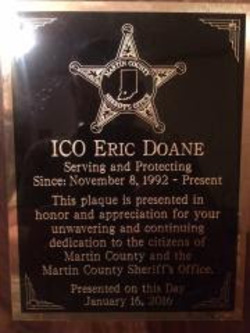 MARTIN COUNTY
SHERIFF'S OFFICE
ICO ERIC DOANE
Serving and Protecting
Since: November 8, 1992 - Present
This plaque is presented in
honor and appreciation for your
unwavering and continuing
dedication to the citizens of
Martin County and the
Martin County Sheriff's Office.
Presented on this Day
January 16, 2016